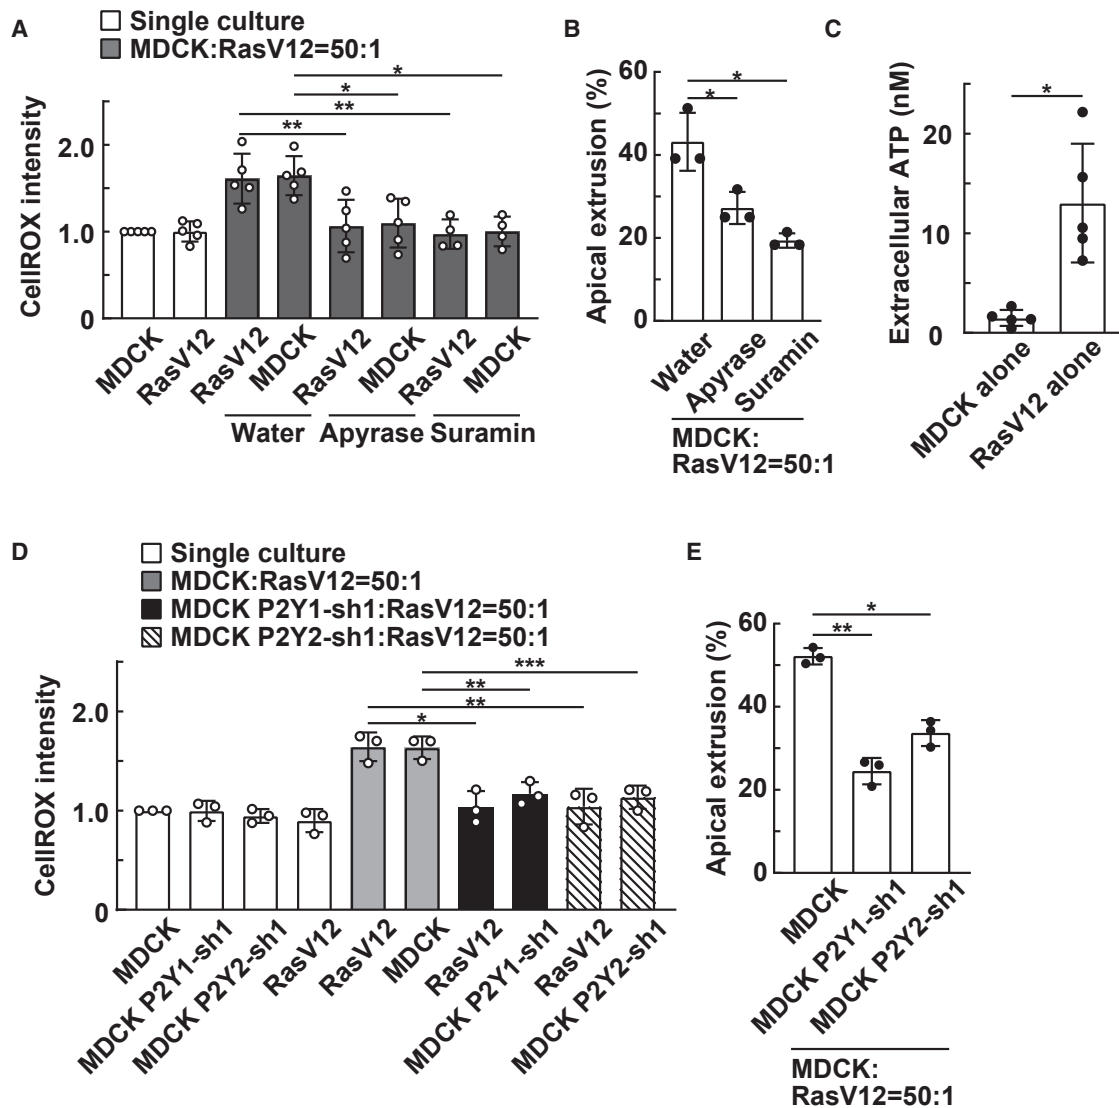 A
Single culture
MDCK:RasV12=50:1
CellROX intensity
2.0
1.0
0
**
**
*
*
MDCK
RasV12
RasV12
MDCK
RasV12
MDCK
RasV12
MDCK
Water
Apyrase
Suramin
B
Apical extrusion (%)
60
40
20
0
*
*
Water
Apyrase
Suramin
MDCK:
RasV12=50:1
C
Extracellular ATP (nM)
20
10
0
*
MDCK alone
RasV12 alone
D
Single culture
MDCK:RasV12=50:1
MDCK P2Y1-sh1:RasV12=50:1
MDCK P2Y2-sh1:RasV12=50:1
CellROX intensity
2.0
1.0
0
***
**
**
*
MDCK
MDCK P2Y1-sh1
MDCK P2Y2-sh1
RasV12
RasV12
MDCK
RasV12
MDCK P2Y1-sh1
RasV12
MDCK P2Y2-sh1
E
Apical extrusion (%)
60
40
20
0
*
**
MDCK
MDCK P2Y1-sh1
MDCK P2Y2-sh1
MDCK:
RasV12=50:1